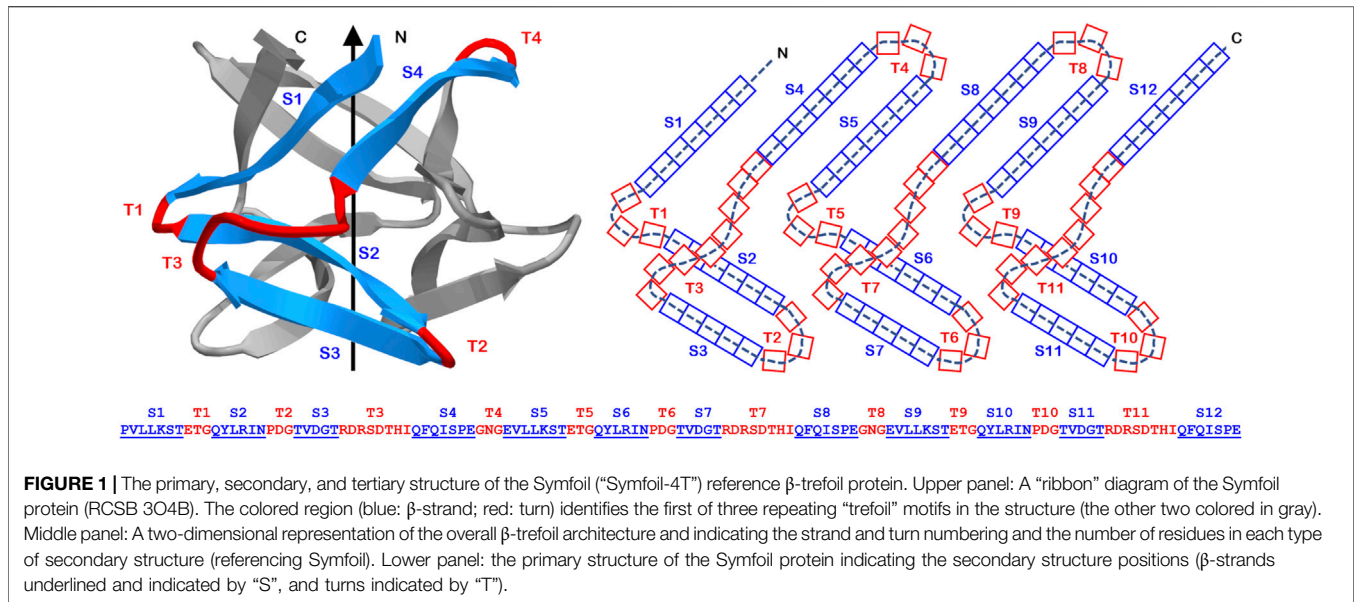 C
N
T4
S4
S1
T1
S2
T3
S3
T2
N
S4
T4
S8
T8
C
S12
S1
S5
S9
T1
T5
T9
S2
S6
S10
T3
T7
T11
S3
T2
S7
T6
S11
T10
S1 T1 S2 T2 S3 T3 S4 T4 S5 T5 S6 T6 S7 T7 S8 T8 S9 T9 S10 T10 S11 T11 S12
PVLLKSTETGQYLRINPDGTVDGTRDRSDTHIQFQISPEGNGEVLLKSTETGQYLRINPDGTVDGTRDRSDTHIQFQISPEGNGEVLLKSTETGQYLRINPDGTVDGTRDRSDTHIQFQISPE
FIGURE 1 | The primary, secondary, and tertiary structure of the Symfoil (“Symfoil-4T”) reference β-trefoil protein. Upper panel: A “ribbon” diagram of the Symfoil
protein (RCSB 3O4B). The colored region (blue: β-strand; red: turn) identifies the first of three repeating “trefoil” motifs in the structure (the other two colored in gray).
Middle panel: A two-dimensional representation of the overall β-trefoil architecture and indicating the strand and turn numbering and the number of residues in each type
of secondary structure (referencing Symfoil). Lower panel: the primary structure of the Symfoil protein indicating the secondary structure positions (β-strands
underlined and indicated by “S”, and turns indicated by “T”).